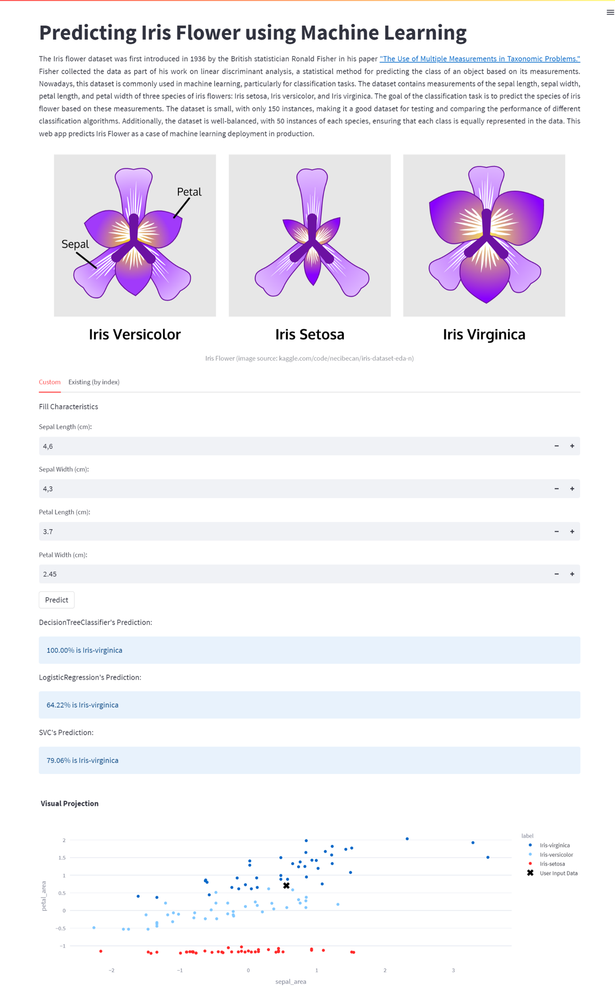 Predicting Iris Flower using Machine Learning
The Iris flower dataset was first introduced in 1936 by the British statistician Ronald Fisher in his paper "The Use of Multiple Measurements in Taxonomic Problems."
Fisher collected the data as part of his work on linear discriminant analysis, a statistical method for predicting the class of an object based on its measurements.
Nowadays, this dataset is commonly used in machine learning, particularly for classification tasks. The dataset contains measurements of the sepal length, sepal width,
petal length, and petal width of three species of iris flowers: Iris setosa, Iris versicolor, and Iris virginica. The goal of the classification task is to predict the species of iris
flower based on these measurements. The dataset is small, with only 150 instances, making it a good dataset for testing and comparing the performance of different
classification algorithms. Additionally, the dataset is well-balanced, with 50 instances of each species, ensuring that each class is equally represented in the data. This
web app predicts Iris Flower as a case of machine learning deployment in production.
Petal
Sepal
Iris Versicolor
Iris Setosa
Iris Virginica
Iris Flower (image source: kaggle.com/code/necibecan/iris-dataset-eda-n)
Custom
Existing (by index)
Fill Characteristics
Sepal Length (cm):
4,6
Sepal Width (cm):
4,3
Petal Length (cm):
3.7
Petal Width (cm):
2.45
Predict
DecisionTreeClassifier's Prediction:
100.00% is Iris-virginica
LogisticRegression's Prediction:
64.22% is Iris-virginica
SVC's Prediction:
79.06% is Iris-virginica
Visual Projection
label
Iris-virginica
Iris-versicolor
Iris-setosa
User Input Data
2
1.5
1
0.5
0
−0.5
−1
petal_area
−2
−1
0
1
2
3
sepal_area